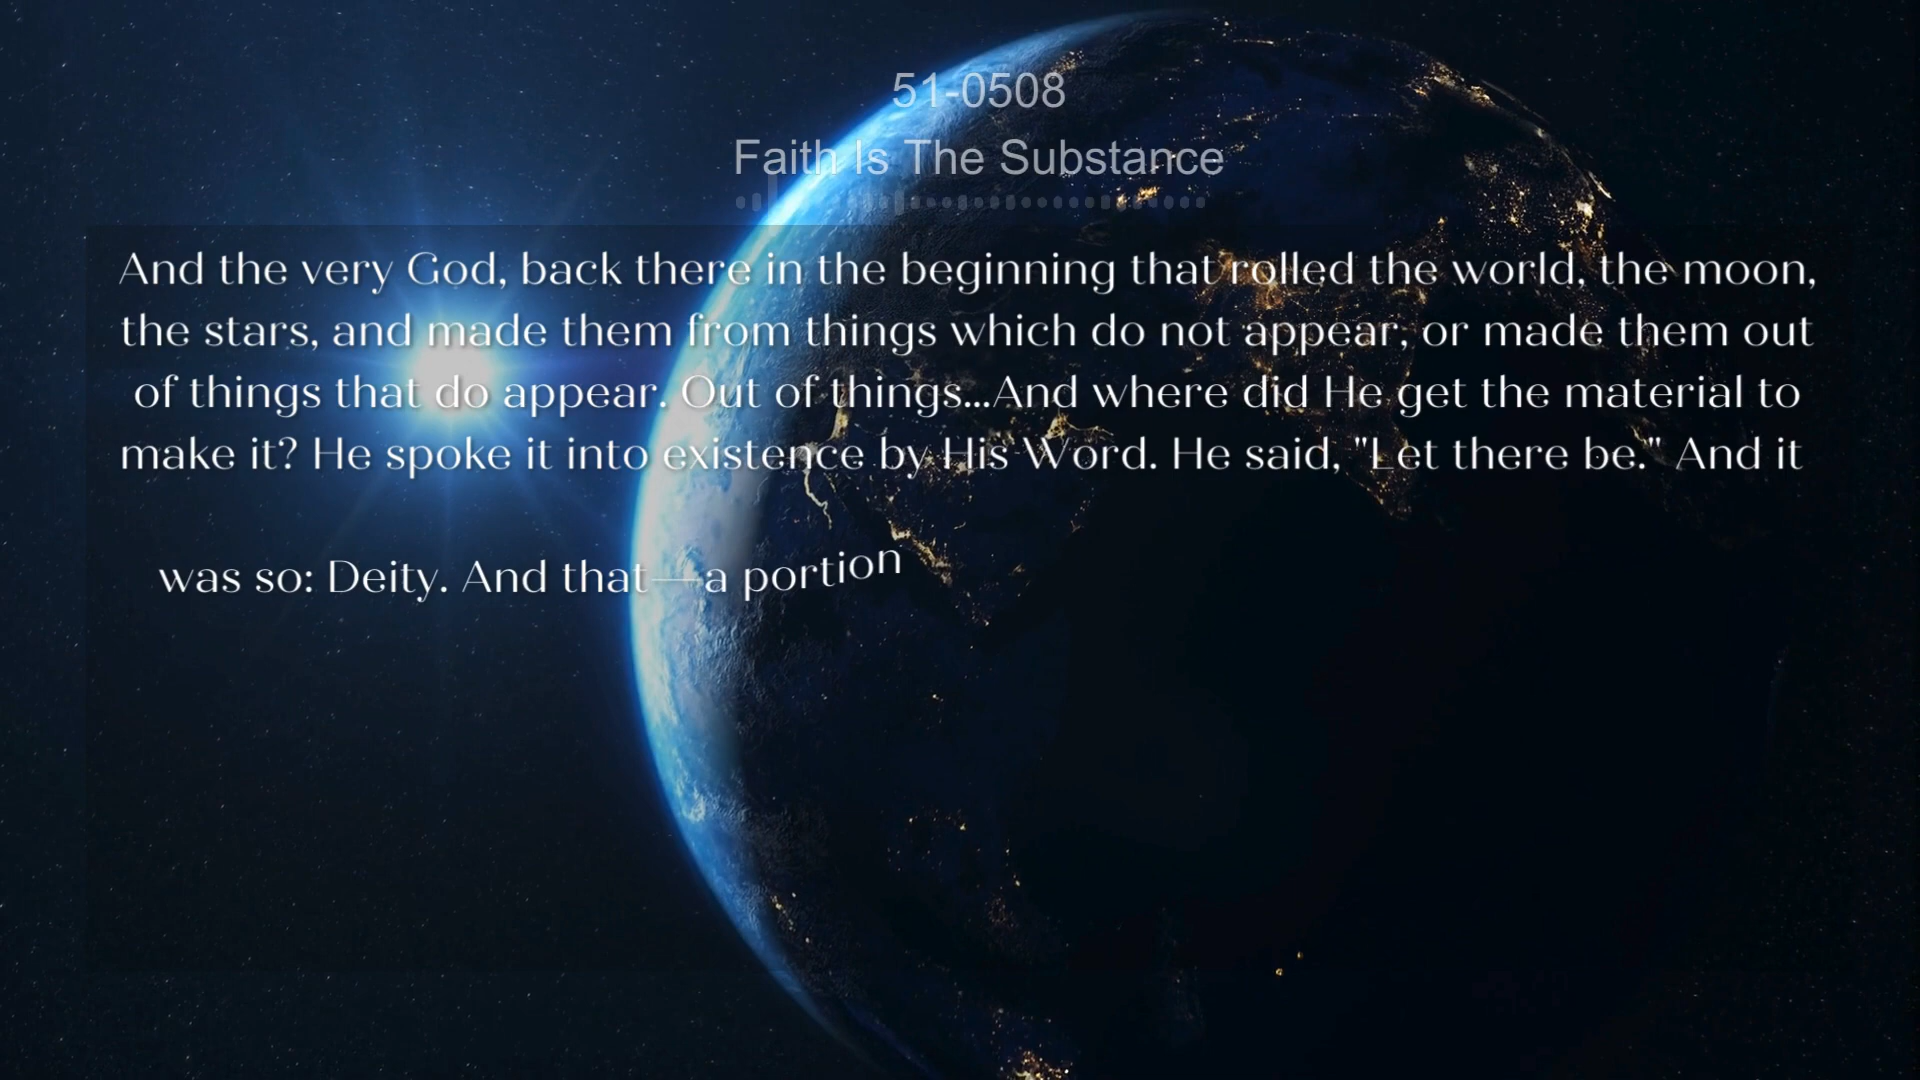 51-0508
Faith Is The Substance
And the very God, back there in the beginning that rolled the world, the moon,
the stars, and made them from things which do not appear, or made them out
of things that do appear. Out of things...And where did He get the material to
make it? He spoke it into existence by His Word. He said, "Let there be." And it
was so: Deity. And that—a portion